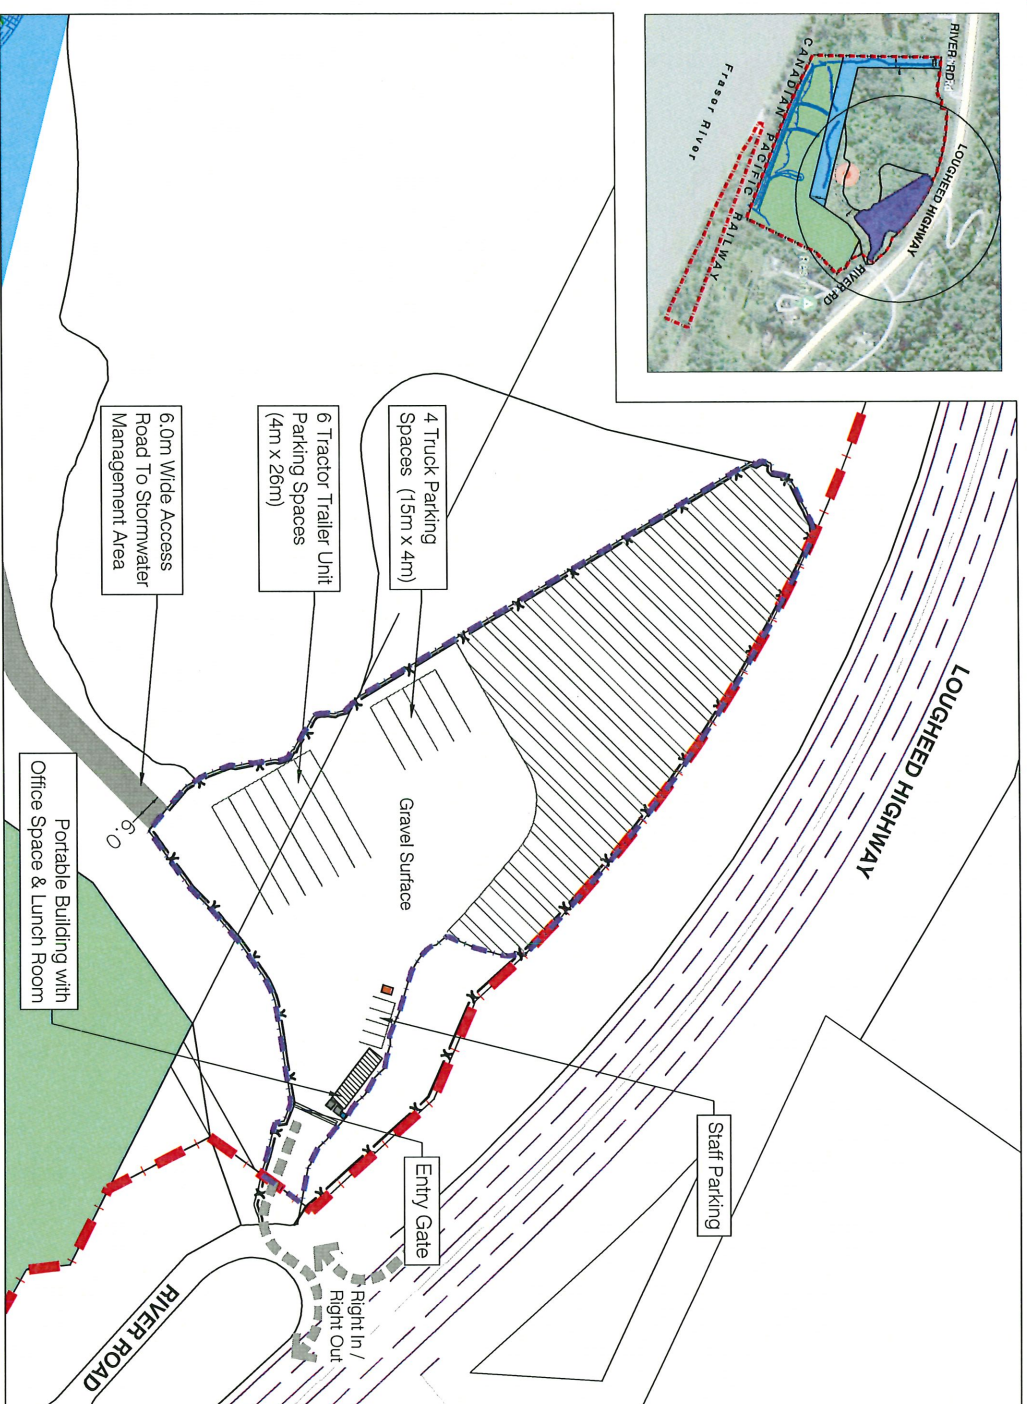 RIVER RD
LOUGHEED HIGHWAY
CANADIAN PACIFIC RAILWAY
Fraser River
RIVER RD
LOUGHEED HIGHWAY
4 Truck Parking
Spaces (15m x 4m)
6 Tractor Trailer Unit
Parking Spaces
(4m x 26m)
6.0m Wide Access
Road To Stormwater
Management Area
Gravel Surface
6.0
Portable Building with
Office Space & Lunch Room
Staff Parking
Entry Gate
Right In /
Right Out
RIVER ROAD